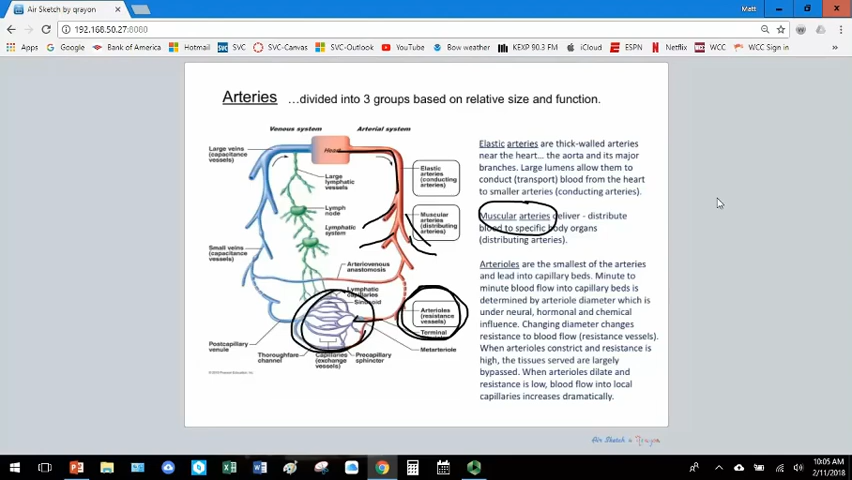 Air Sketch by qrayon
Matt
192.168.50.27:8080
Apps
Google
Bank of America
Hotmail
SVC
SVC-Canvas
SVC-Outlook
YouTube
Bow weather
KEXP 90.3 FM
iCloud
ESPN
Netflix
WCC
WCC Sign in
Arteries …divided into 3 groups based on relative size and function.
Venous system
Arterial system
Heart
Large veins
(capacitance
vessels)
Large
lymphatic
vessels
Lymph
node
Lymphatic
system
Small veins
(capacitance
vessels)
Arteriovenous
anastomosis
Lymphatic
capillaries
Sinusoid
Elastic
arteries
(conducting
arteries)
Muscular
arteries
(distributing
arteries)
Arterioles
(resistance
vessels)
Terminal
Metarteriole
Postcapillary
venule
Thoroughfare
channel
Capillaries
(exchange
vessels)
Precapillary
sphincter
Elastic arteries are thick-walled arteries
near the heart… the aorta and its major
branches. Large lumens allow them to
conduct (transport) blood from the heart
to smaller arteries (conducting arteries).
Muscular arteries deliver - distribute
blood to specific body organs
(distributing arteries).
Arterioles are the smallest of the arteries
and lead into capillary beds. Minute to
minute blood flow into capillary beds is
determined by arteriole diameter which is
under neural, hormonal and chemical
influence. Changing diameter changes
resistance to blood flow (resistance vessels).
When arterioles constrict and resistance is
high, the tissues served are largely
bypassed. When arterioles dilate and
resistance is low, blood flow into local
capillaries increases dramatically.
Air Sketch
Qrayon
10:05 AM
2/11/2018